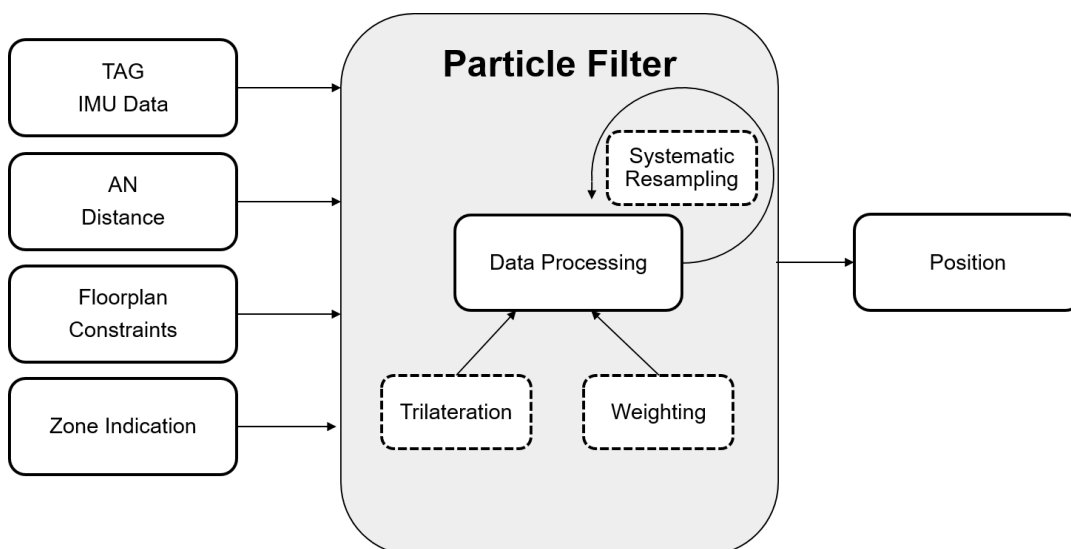 TAG
IMU Data
AN
Distance
Floorplan
Constraints
Zone Indication
Particle Filter
Systematic
Resampling
Data Processing
Trilateration
Weighting
Position